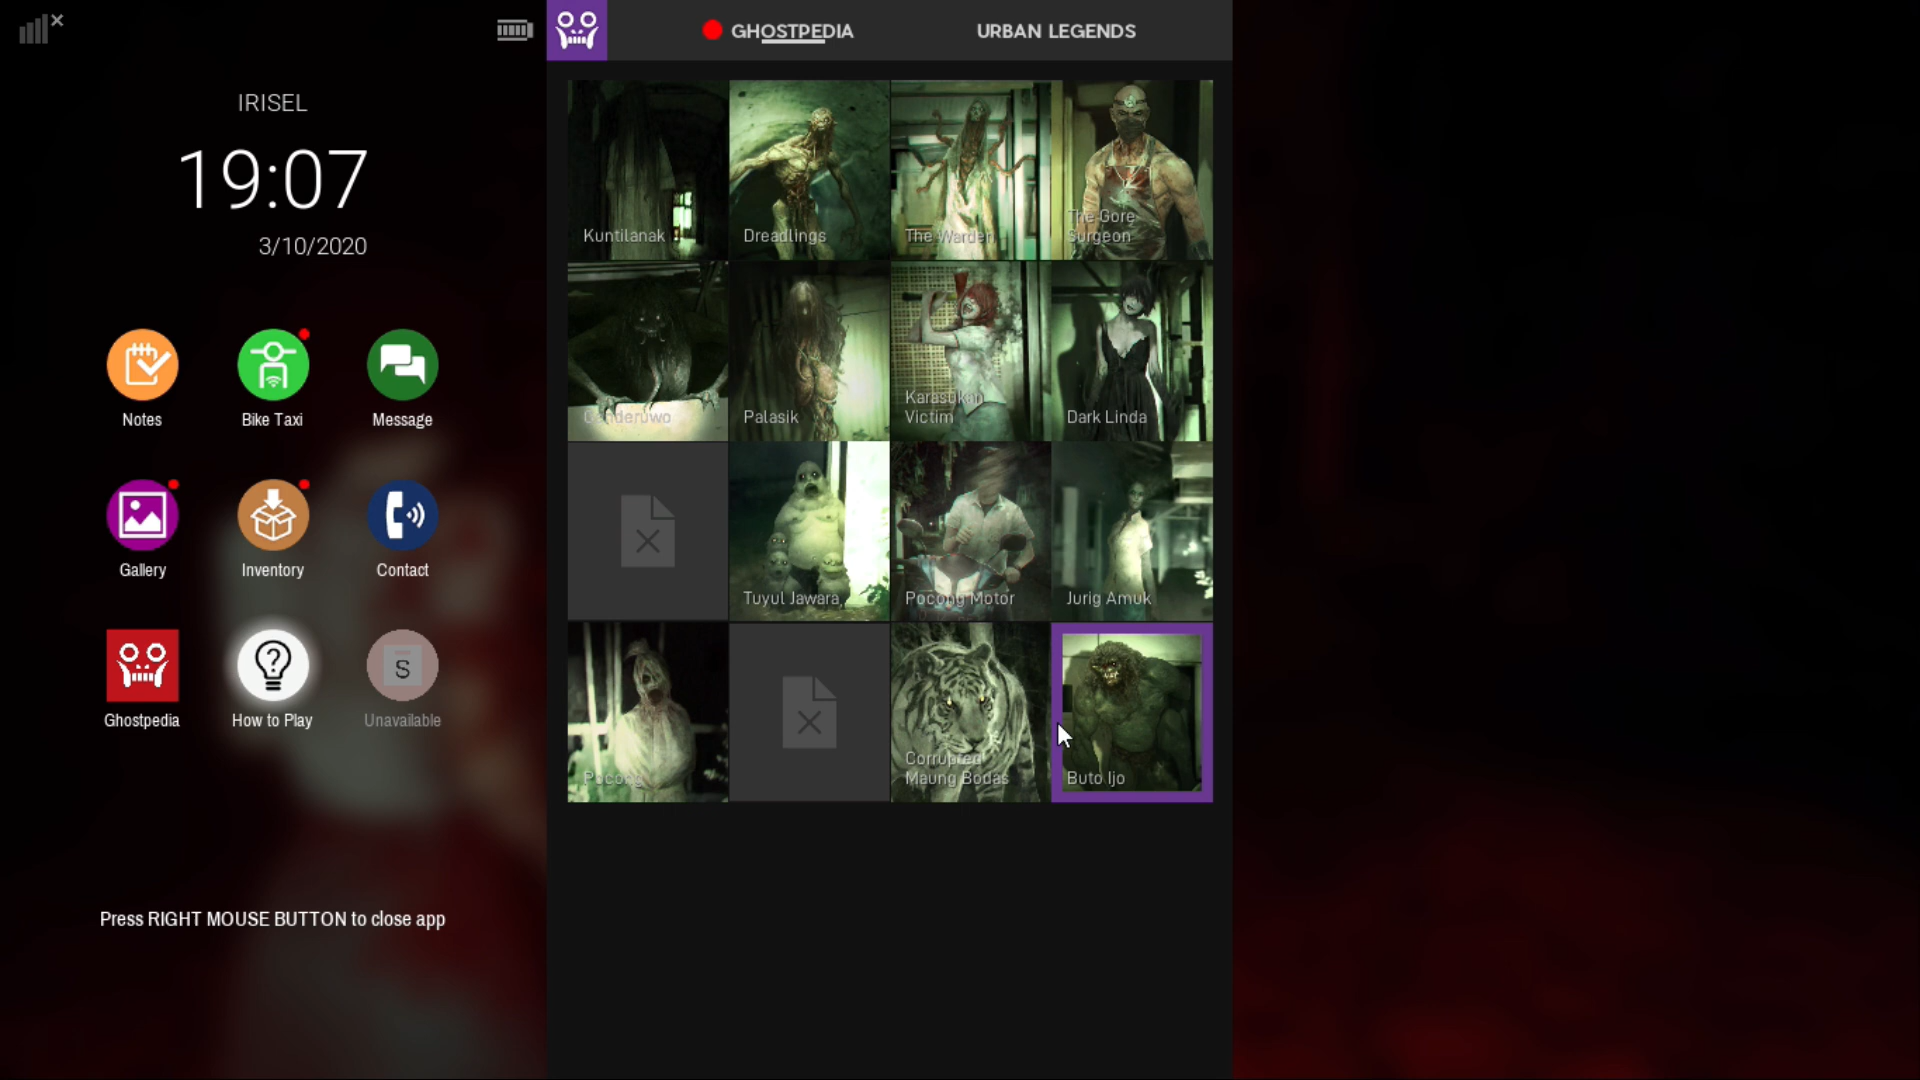 IRISEL
19:07
3/10/2020
Notes
Bike Taxi
Message
Gallery
Inventory
Contact
Ghostpedia
How to Play
S
Unavailable
Press RIGHT MOUSE BUTTON to close app
GHOSTPEDIA
URBAN LEGENDS
Kuntilanak
Dreadlings
The Warden
The Gore
Surgeon
Genderuwo
Palasik
Karasukan
Victim
Dark Linda
Tuyul Jawara
Pocong Motor
Jurig Amuk
Pocong
Corrupted
Maung Bodas
Buto Ijo